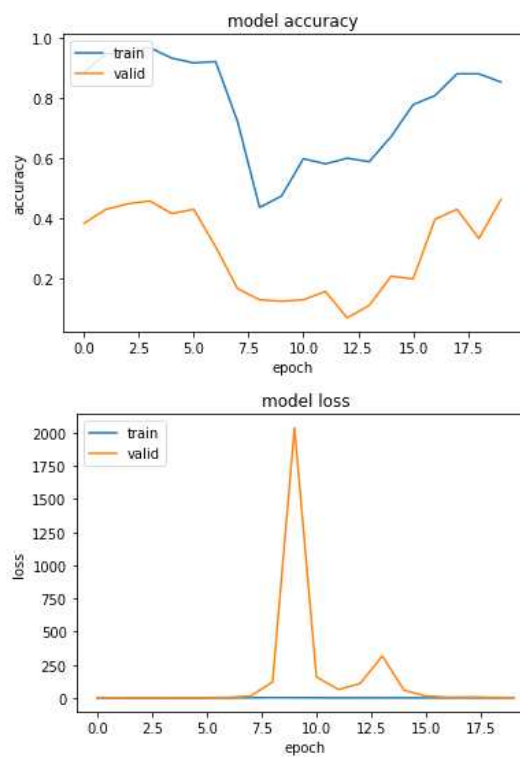 model accuracy
1.0
0.8
0.6
0.4
0.2
accuracy
train
valid
0.0 2.5 5.0 7.5 10.0 12.5 15.0 17.5
epoch
model loss
2000
1750
1500
1250
1000
750
500
250
0
loss
train
valid
0.0 2.5 5.0 7.5 10.0 12.5 15.0 17.5
epoch